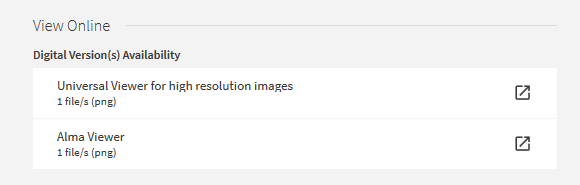 View Online
Digital Version(s) Availability
Universal Viewer for high resolution images
1 file/s (png)
Alma Viewer
1 file/s (png)